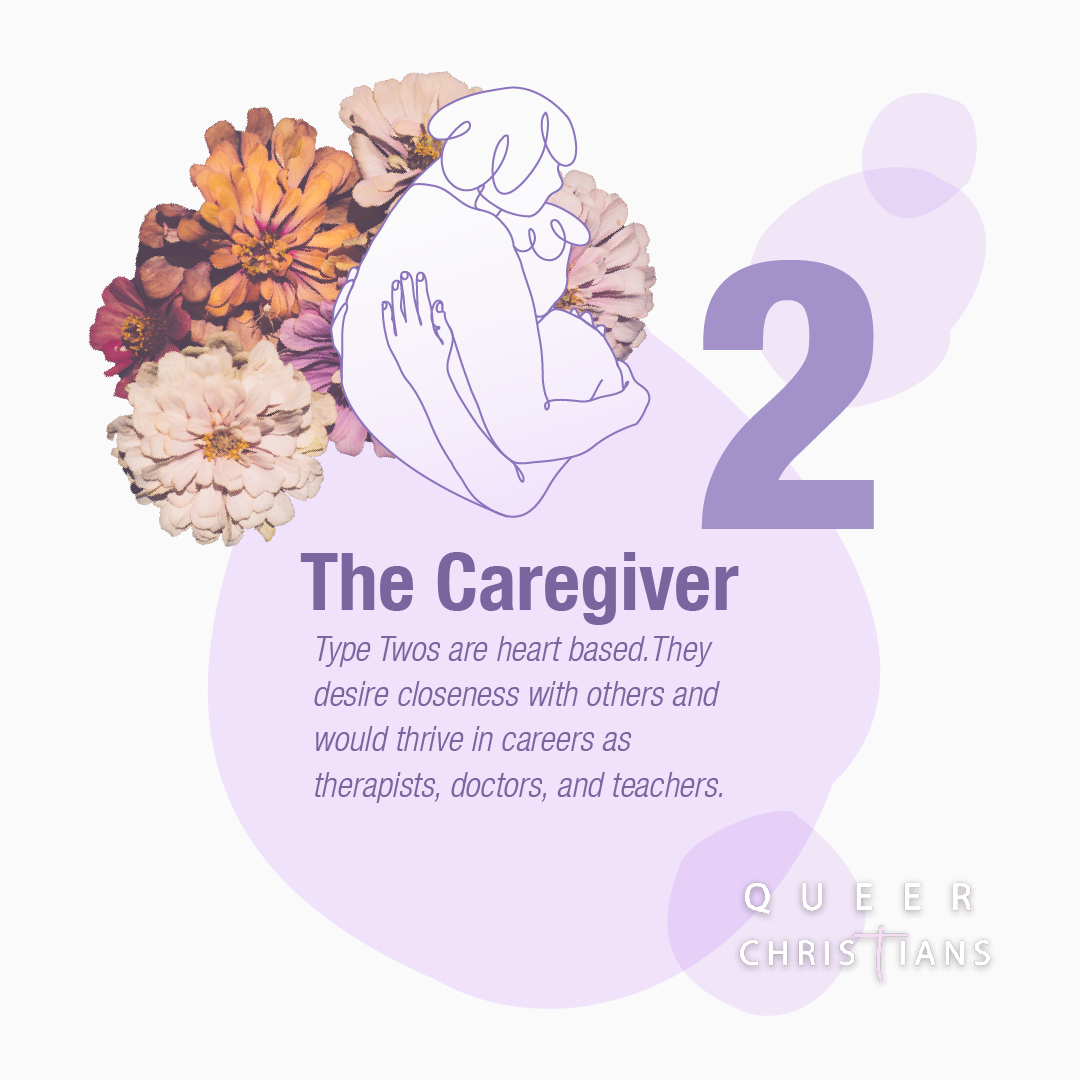 2
The Caregiver
Type Twos are heart based.They
desire closeness with others and
would thrive in careers as
therapists, doctors, and teachers.
QUEER
CHRISTIANS